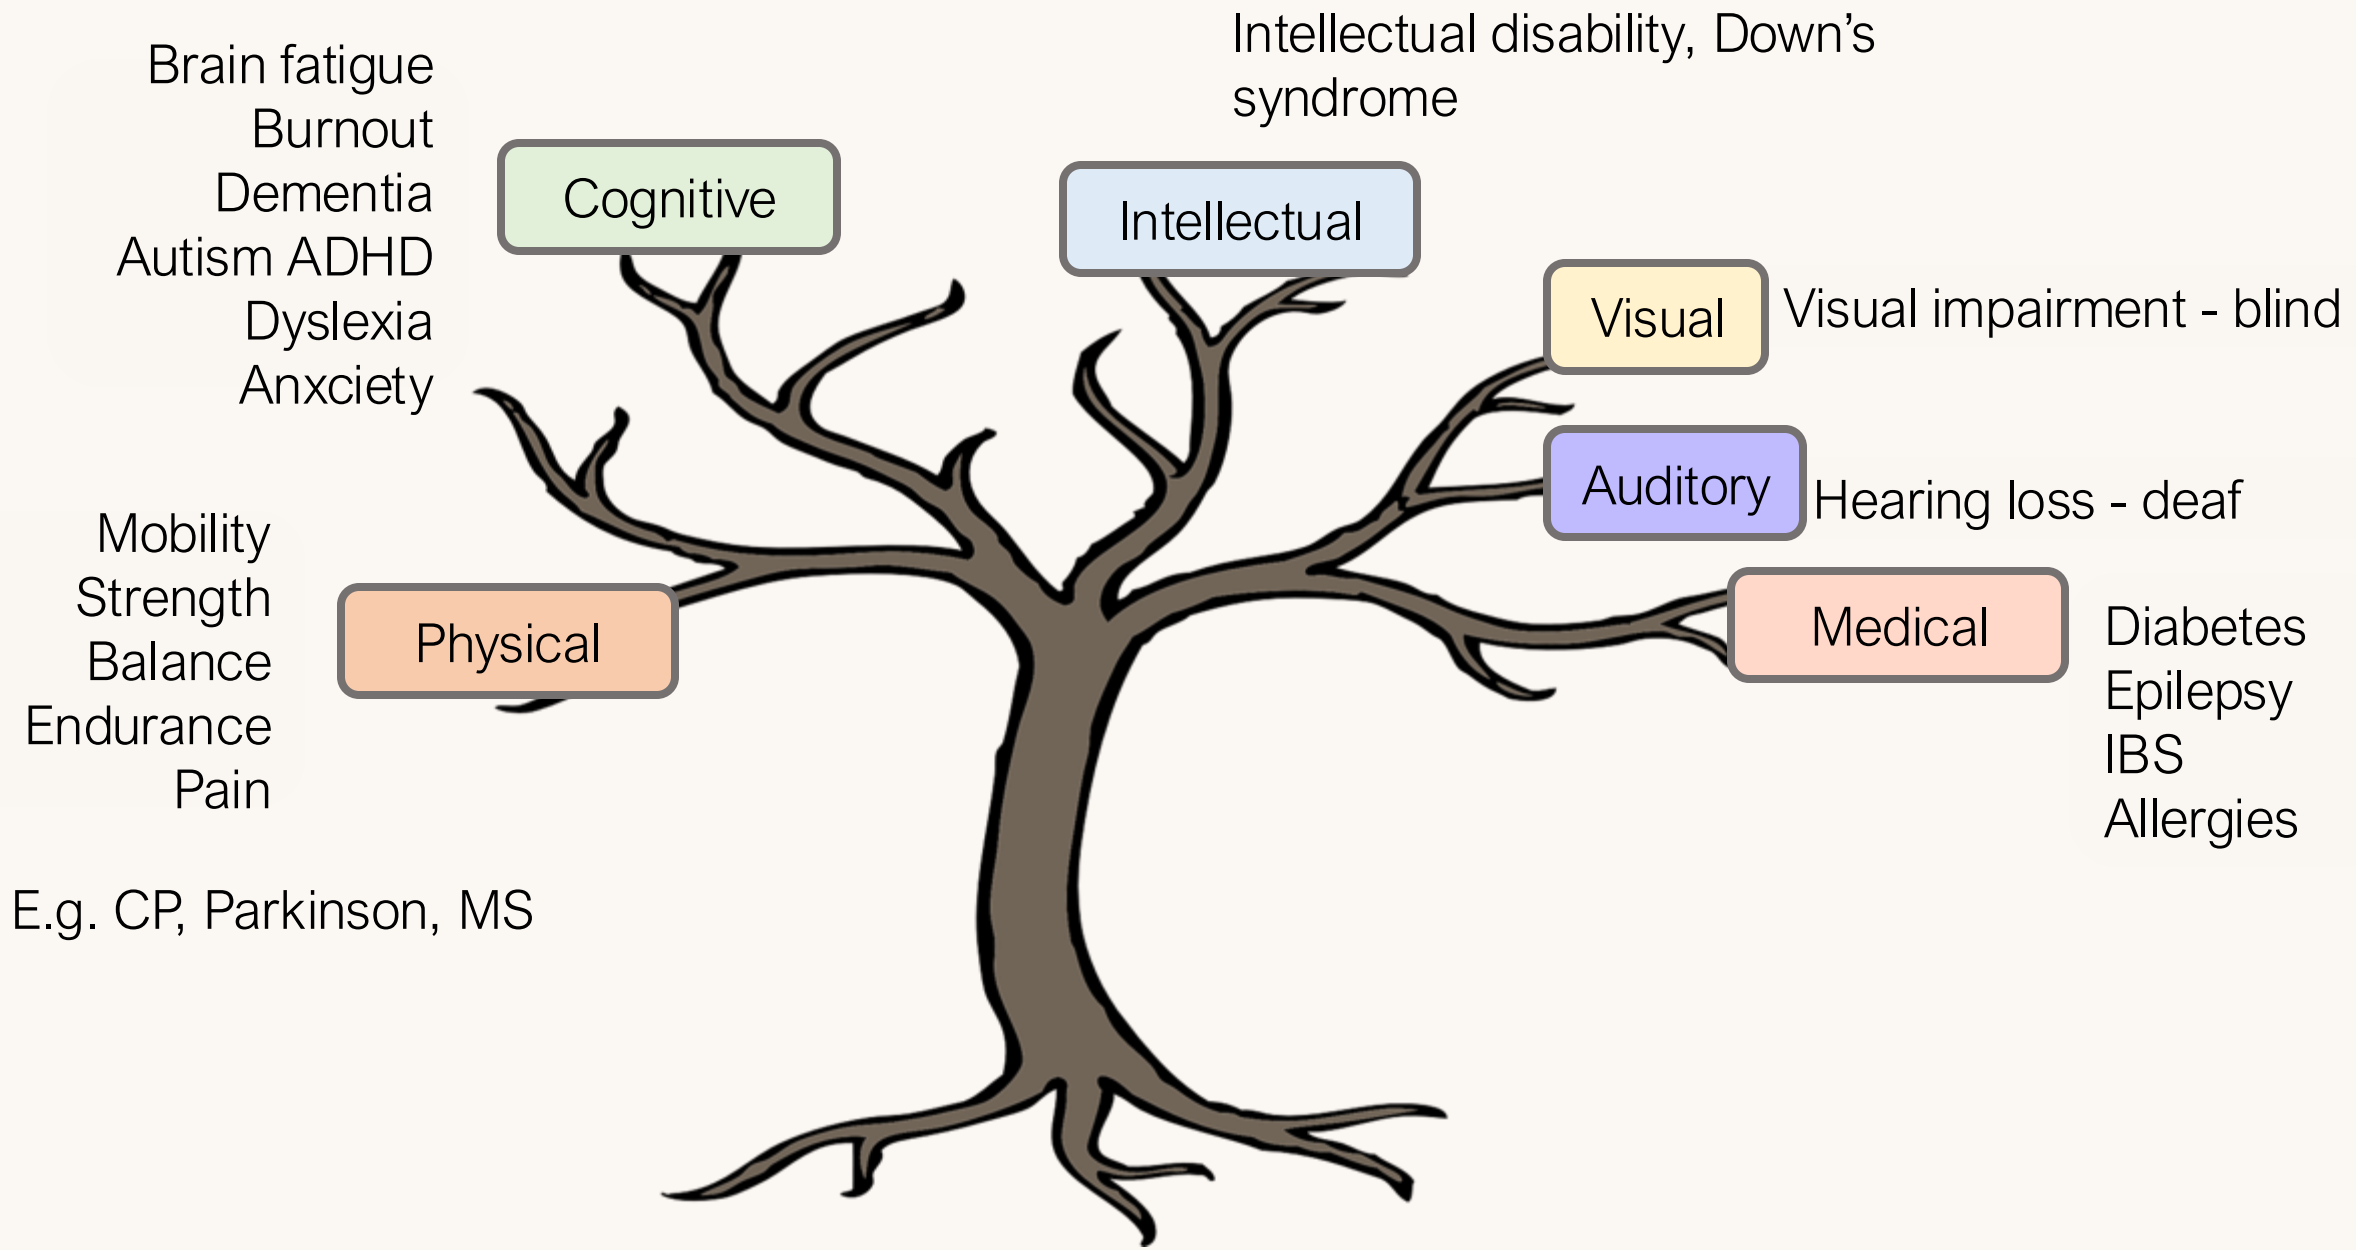 Intellectual disability, Down's
syndrome
Brain fatigue
Burnout
Dementia
Autism ADHD
Dyslexia
Anxciety
Cognitive
Intellectual
Visual
Visual impairment - blind
Auditory
Hearing loss - deaf
Mobility
Strength
Balance
Endurance
Pain
Physical
E.g. CP, Parkinson, MS
Medical
Diabetes
Epilepsy
IBS
Allergies